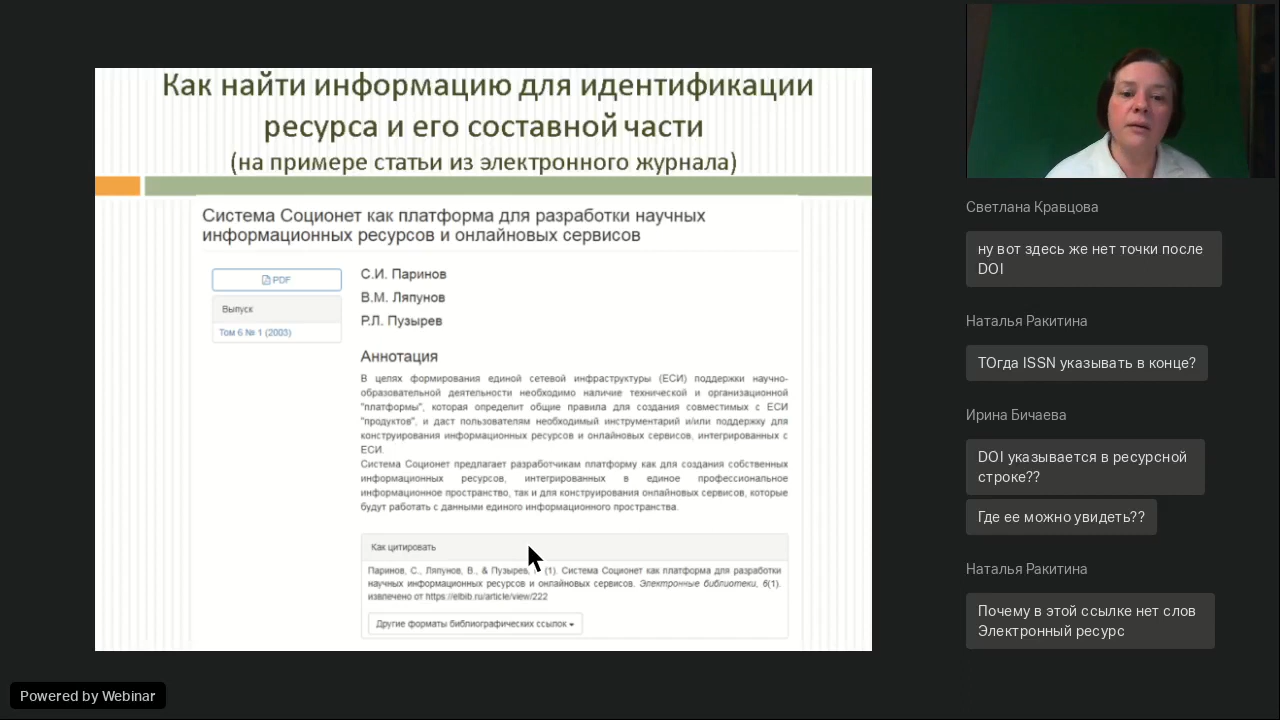 Как найти информацию для идентификации
ресурса и его составной части
(на примере статьи из электронного журнала)
Система Соционет как платформа для разработки научных
информационных ресурсов и онлайновых сервисов
PDF
Выпуск
Том 6 № 1 (2003)
С.И. Паринов
В.М. Ляпунов
Р.Л. Пузырев
Аннотация
В целях формирования единой сетевой инфраструктуры (ЕСИ) поддержки научно-
образовательной деятельности необходимо наличие технической и организационной
"платформы", которая определит общие правила для создания совместимых с ЕСИ
"продуктов", и даст пользователям необходимый инструментарий и/или поддержку для
конструирования информационных ресурсов и онлайновых сервисов, интегрированных с
ЕСИ.
Система Соционет предлагает разработчикам платформу как для создания собственных
информационных ресурсов, интегрированных в единое профессиональное
информационное пространство, так и для конструирования онлайновых сервисов, которые
будут работать с данными единого информационного пространства.
Как цитировать
Паринов, С., Ляпунов, В., & Пузырев, (1). Система Соционет как платформа для разработки
научных информационных ресурсов и онлайновых сервисов. Электронные библиотеки, 6(1).
извлечено от https://elbib.ru/article/view/222
Другие форматы библиографических ссылок
Светлана Кравцова
ну вот здесь же нет точки после
DOI
Наталья Ракитина
ТОгда ISSN указывать в конце?
Ирина Бичаева
DOI указывается в ресурсной
строке??
Где ее можно увидеть??
Наталья Ракитина
Почему в этой ссылке нет слов
Электронный ресурс
Powered by Webinar